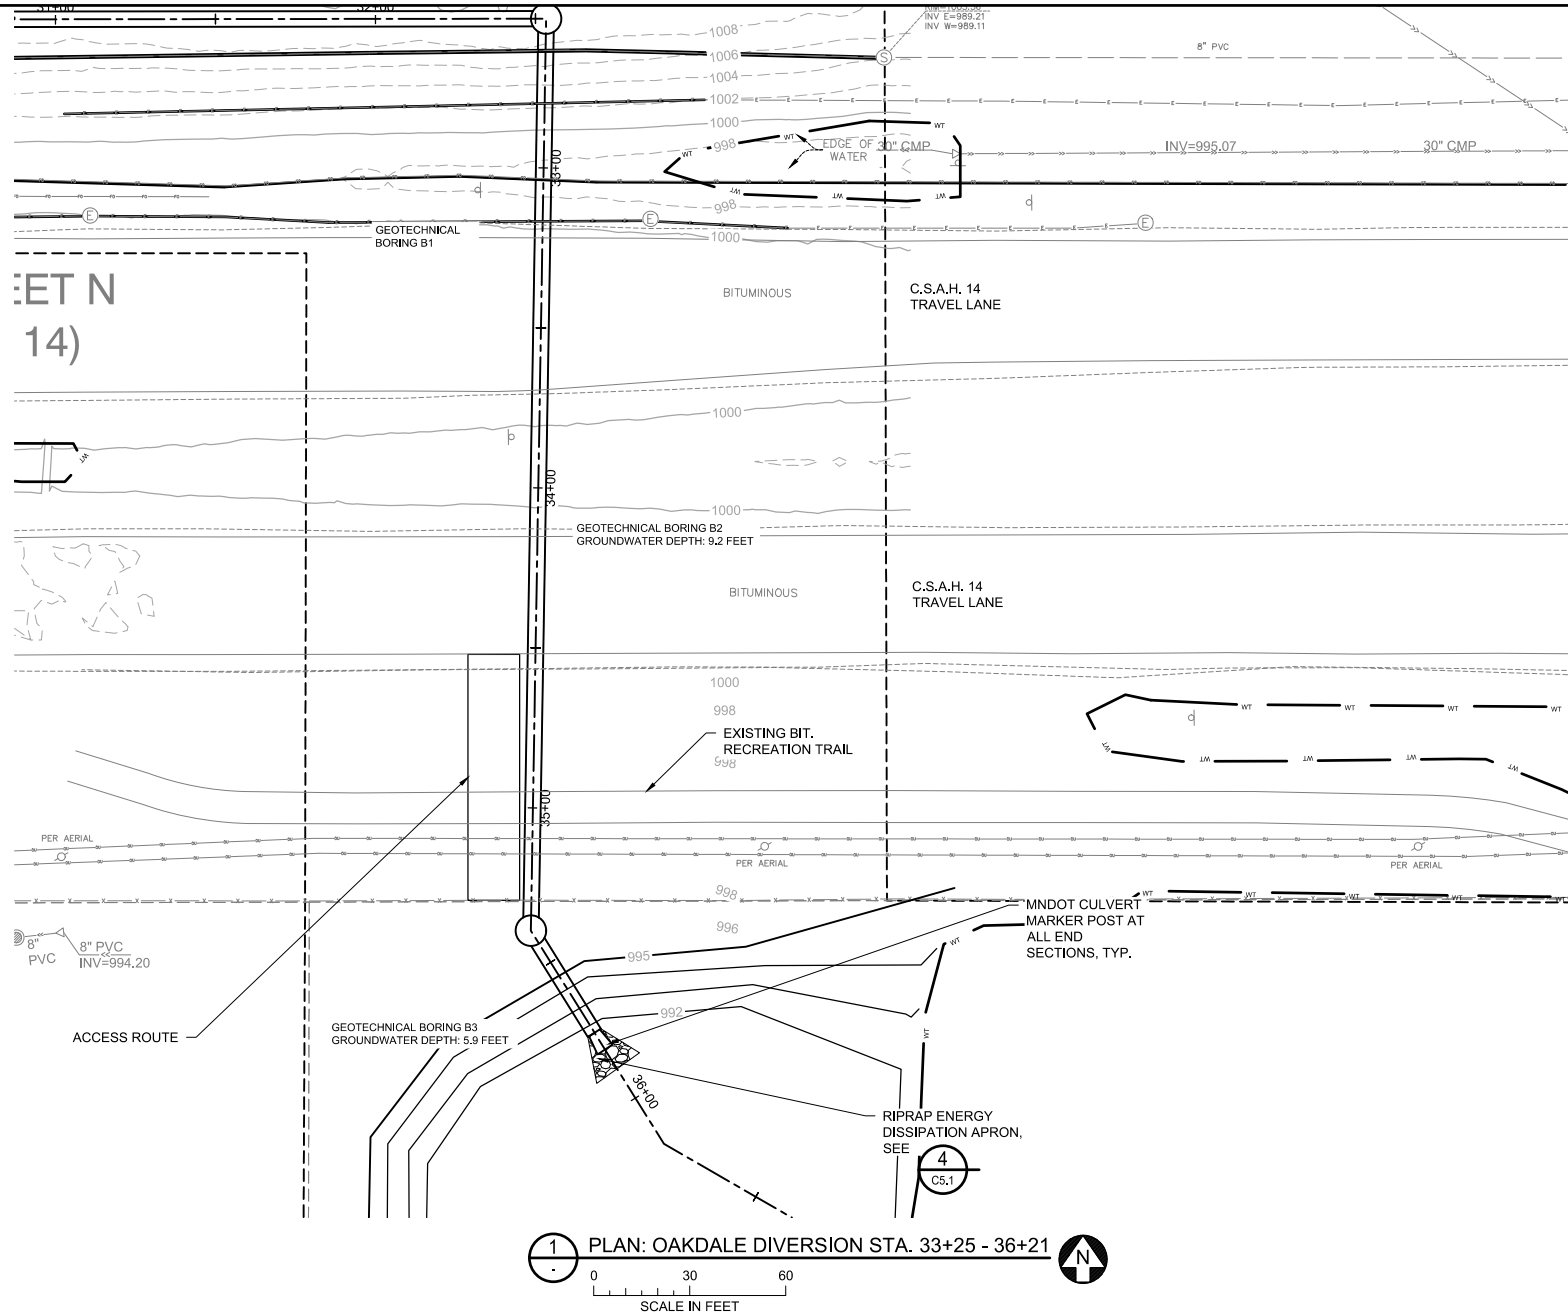 31+00
32+00
INV E=989.21
INV W=989.11
8" PVC
1008
1006
1004
1002
1000
998
EDGE OF
WATER
30" CMP
INV=995.07
30" CMP
33+00
998
GEOTECHNICAL
BORING B1
1000
EET N
14)
BITUMINOUS
C.S.A.H. 14
TRAVEL LANE
1000
34+00
1000
GEOTECHNICAL BORING B2
GROUNDWATER DEPTH: 9.2 FEET
BITUMINOUS
C.S.A.H. 14
TRAVEL LANE
1000
998
EXISTING BIT.
RECREATION TRAIL
998
35+00
PER AERIAL
PER AERIAL
PER AERIAL
998
996
MNDOT CULVERT
MARKER POST AT
ALL END
SECTIONS, TYP.
8"
PVC
8" PVC
INV=994.20
995
992
ACCESS ROUTE
GEOTECHNICAL BORING B3
GROUNDWATER DEPTH: 5.9 FEET
36+00
RIPRAP ENERGY
DISSIPATION APRON,
SEE
4
C5.1
1
-
PLAN: OAKDALE DIVERSION STA. 33+25 - 36+21
N
0 30 60
SCALE IN FEET